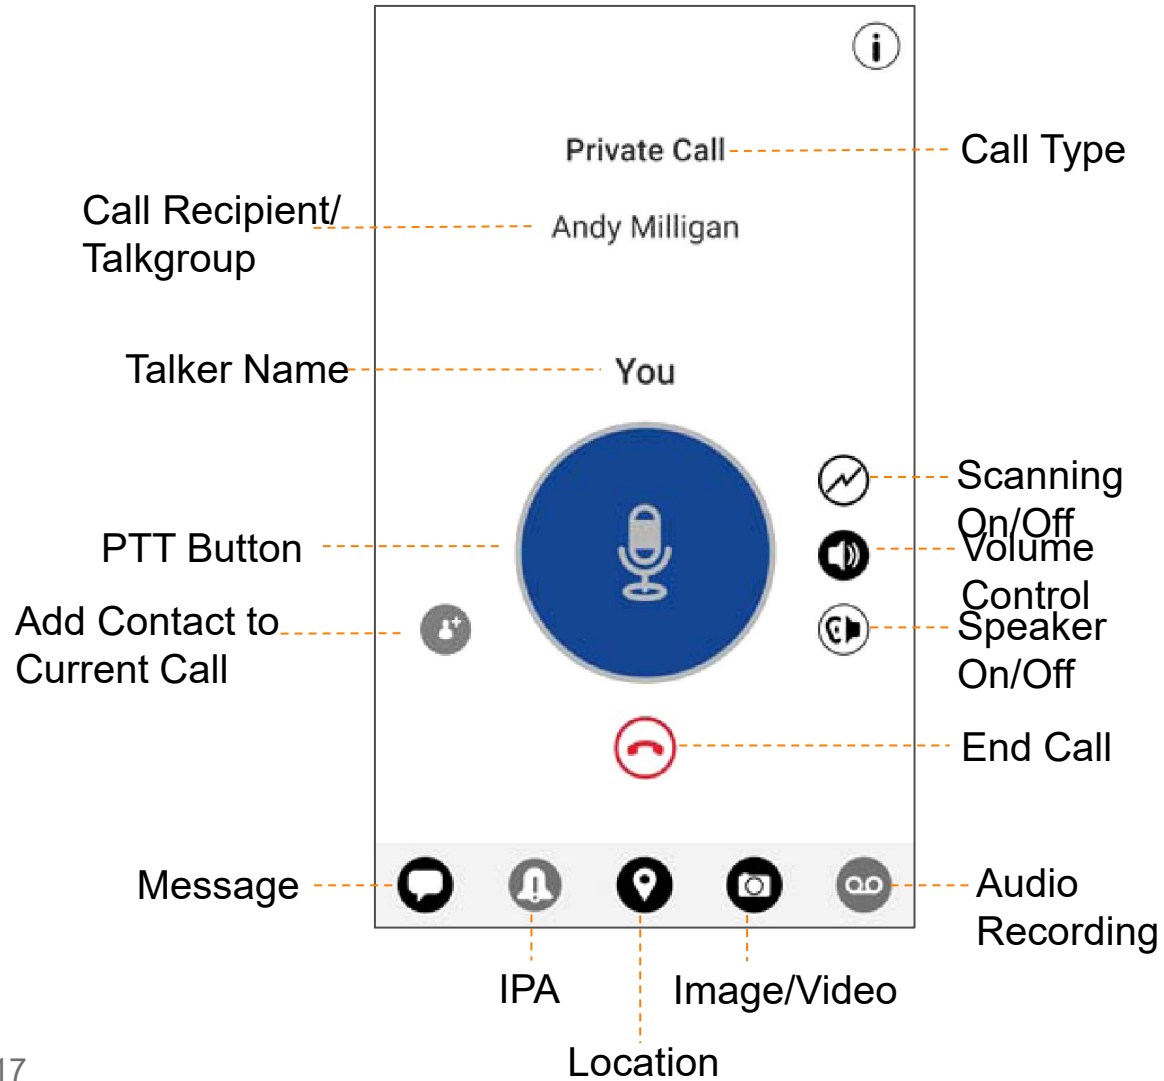 i
Private Call
Call Type
Call Recipient/
Talkgroup
Andy Milligan
Talker Name
You
Scanning
On/Off
PTT Button
Volume
Control
Add Contact to
Current Call
Speaker
On/Off
End Call
Message
Audio
Recording
IPA
Image/Video
Location
17